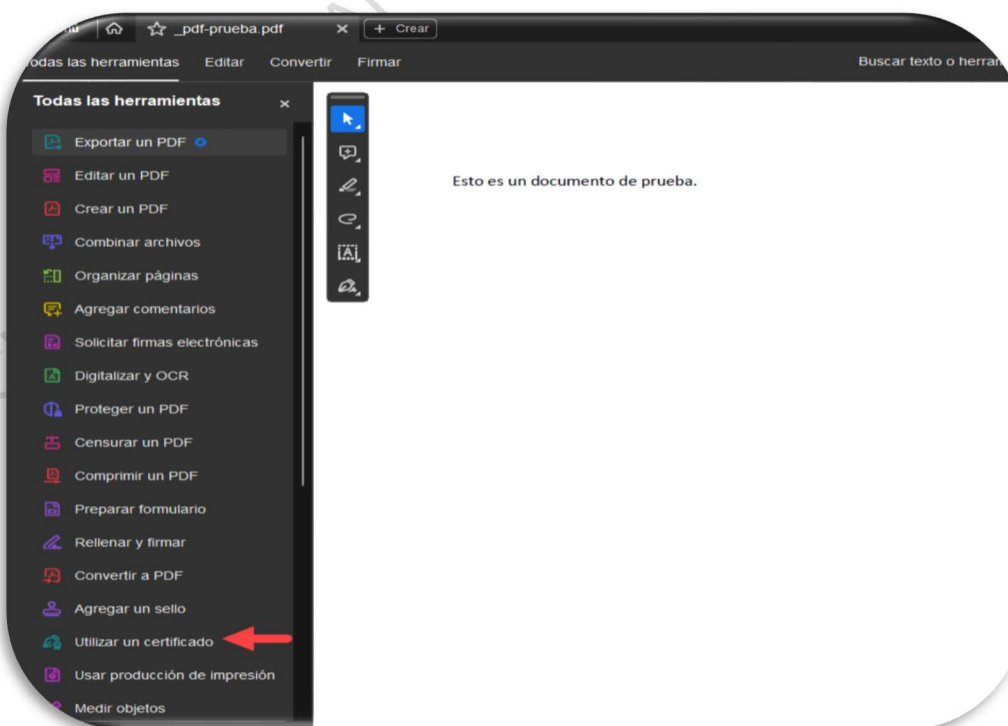 _pdf-prueba.pdf
+ Crear
Todas las herramientas Editar Convertir Firmar
Buscar texto o herram
Todas las herramientas
Exportar un PDF
Editar un PDF
Crear un PDF
Combinar archivos
Organizar páginas
Agregar comentarios
Solicitar firmas electrónicas
Digitalizar y OCR
Proteger un PDF
Censurar un PDF
Comprimir un PDF
Preparar formulario
Rellenar y firmar
Convertir a PDF
Agregar un sello
Utilizar un certificado
Usar producción de impresión
Medir objetos
Esto es un documento de prueba.